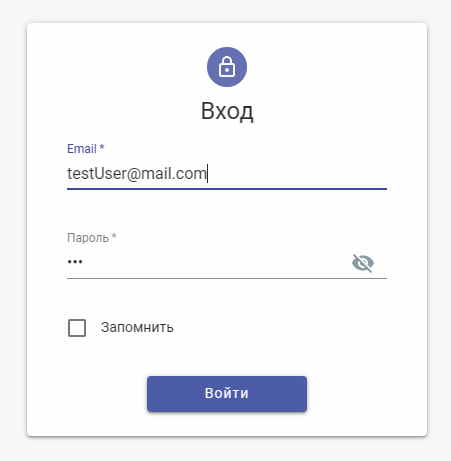 Вход
Email *
testUser@mail.com
Пароль *
•••
Запомнить
Войти